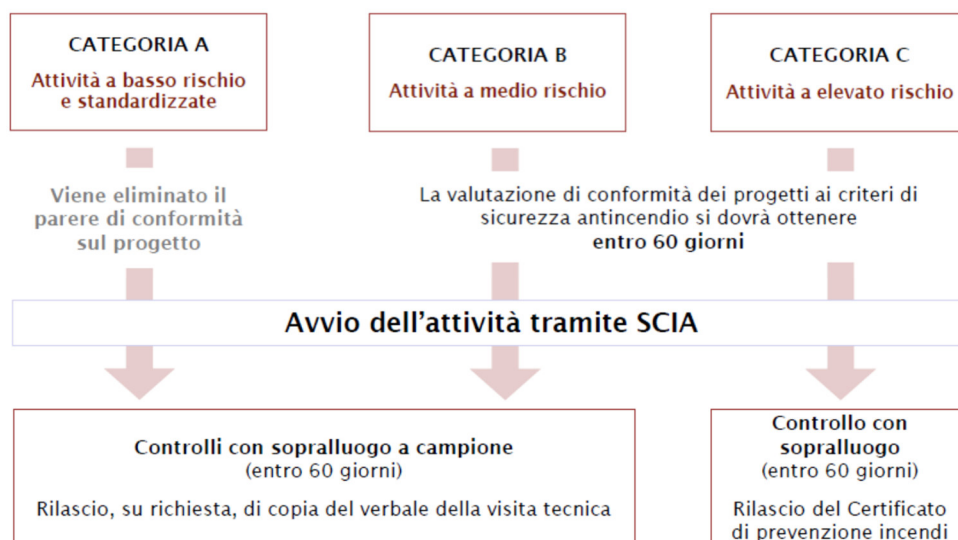 CATEGORIA A
Attività a basso rischio
e standardizzate
CATEGORIA B
Attività a medio rischio
CATEGORIA C
Attività a elevato rischio
Viene eliminato il
parere di conformità
sul progetto
La valutazione di conformità dei progetti ai criteri di
sicurezza antincendio si dovrà ottenere
entro 60 giorni
Avvio dell'attività tramite SCIA
Controlli con sopralluogo a campione
(entro 60 giorni)
Rilascio, su richiesta, di copia del verbale della visita tecnica
Controllo con
sopralluogo
(entro 60 giorni)
Rilascio del Certificato
di prevenzione incendi